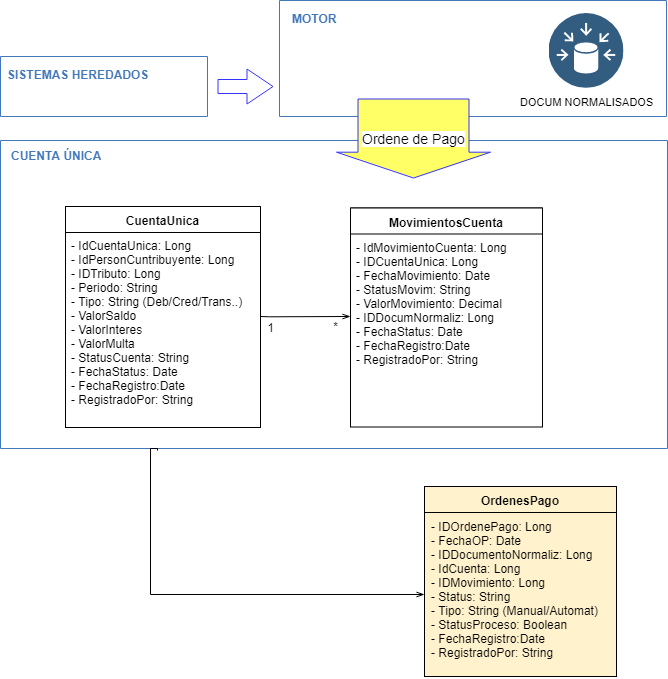 MOTOR
SISTEMAS HEREDADOS
DOCUM NORMALISADOS
Ordene de Pago
CUENTA ÚNICA
CuentaUnica
- IdCuentaUnica: Long
- IdPersonCuntribuyente: Long
- IDTributo: Long
- Periodo: String
- Tipo: String (Deb/Cred/Trans..)
- ValorSaldo
- ValorInteres
- ValorMulta
- StatusCuenta: String
- FechaStatus: Date
- FechaRegistro:Date
- RegistradoPor: String
1
*
MovimientosCuenta
- IdMovimientoCuenta: Long
- IDCuentaUnica: Long
- FechaMovimiento: Date
- StatusMovim: String
- ValorMovimiento: Decimal
- IDDocumNormaliz: Long
- FechaStatus: Date
- FechaRegistro:Date
- RegistradoPor: String
OrdenesPago
- IDOrdenePago: Long
- FechaOP: Date
- IDDocumentoNormaliz: Long
- IdCuenta: Long
- IDMovimiento: Long
- Status: String
- Tipo: String (Manual/Automat)
- StatusProceso: Boolean
- FechaRegistro:Date
- RegistradoPor: String